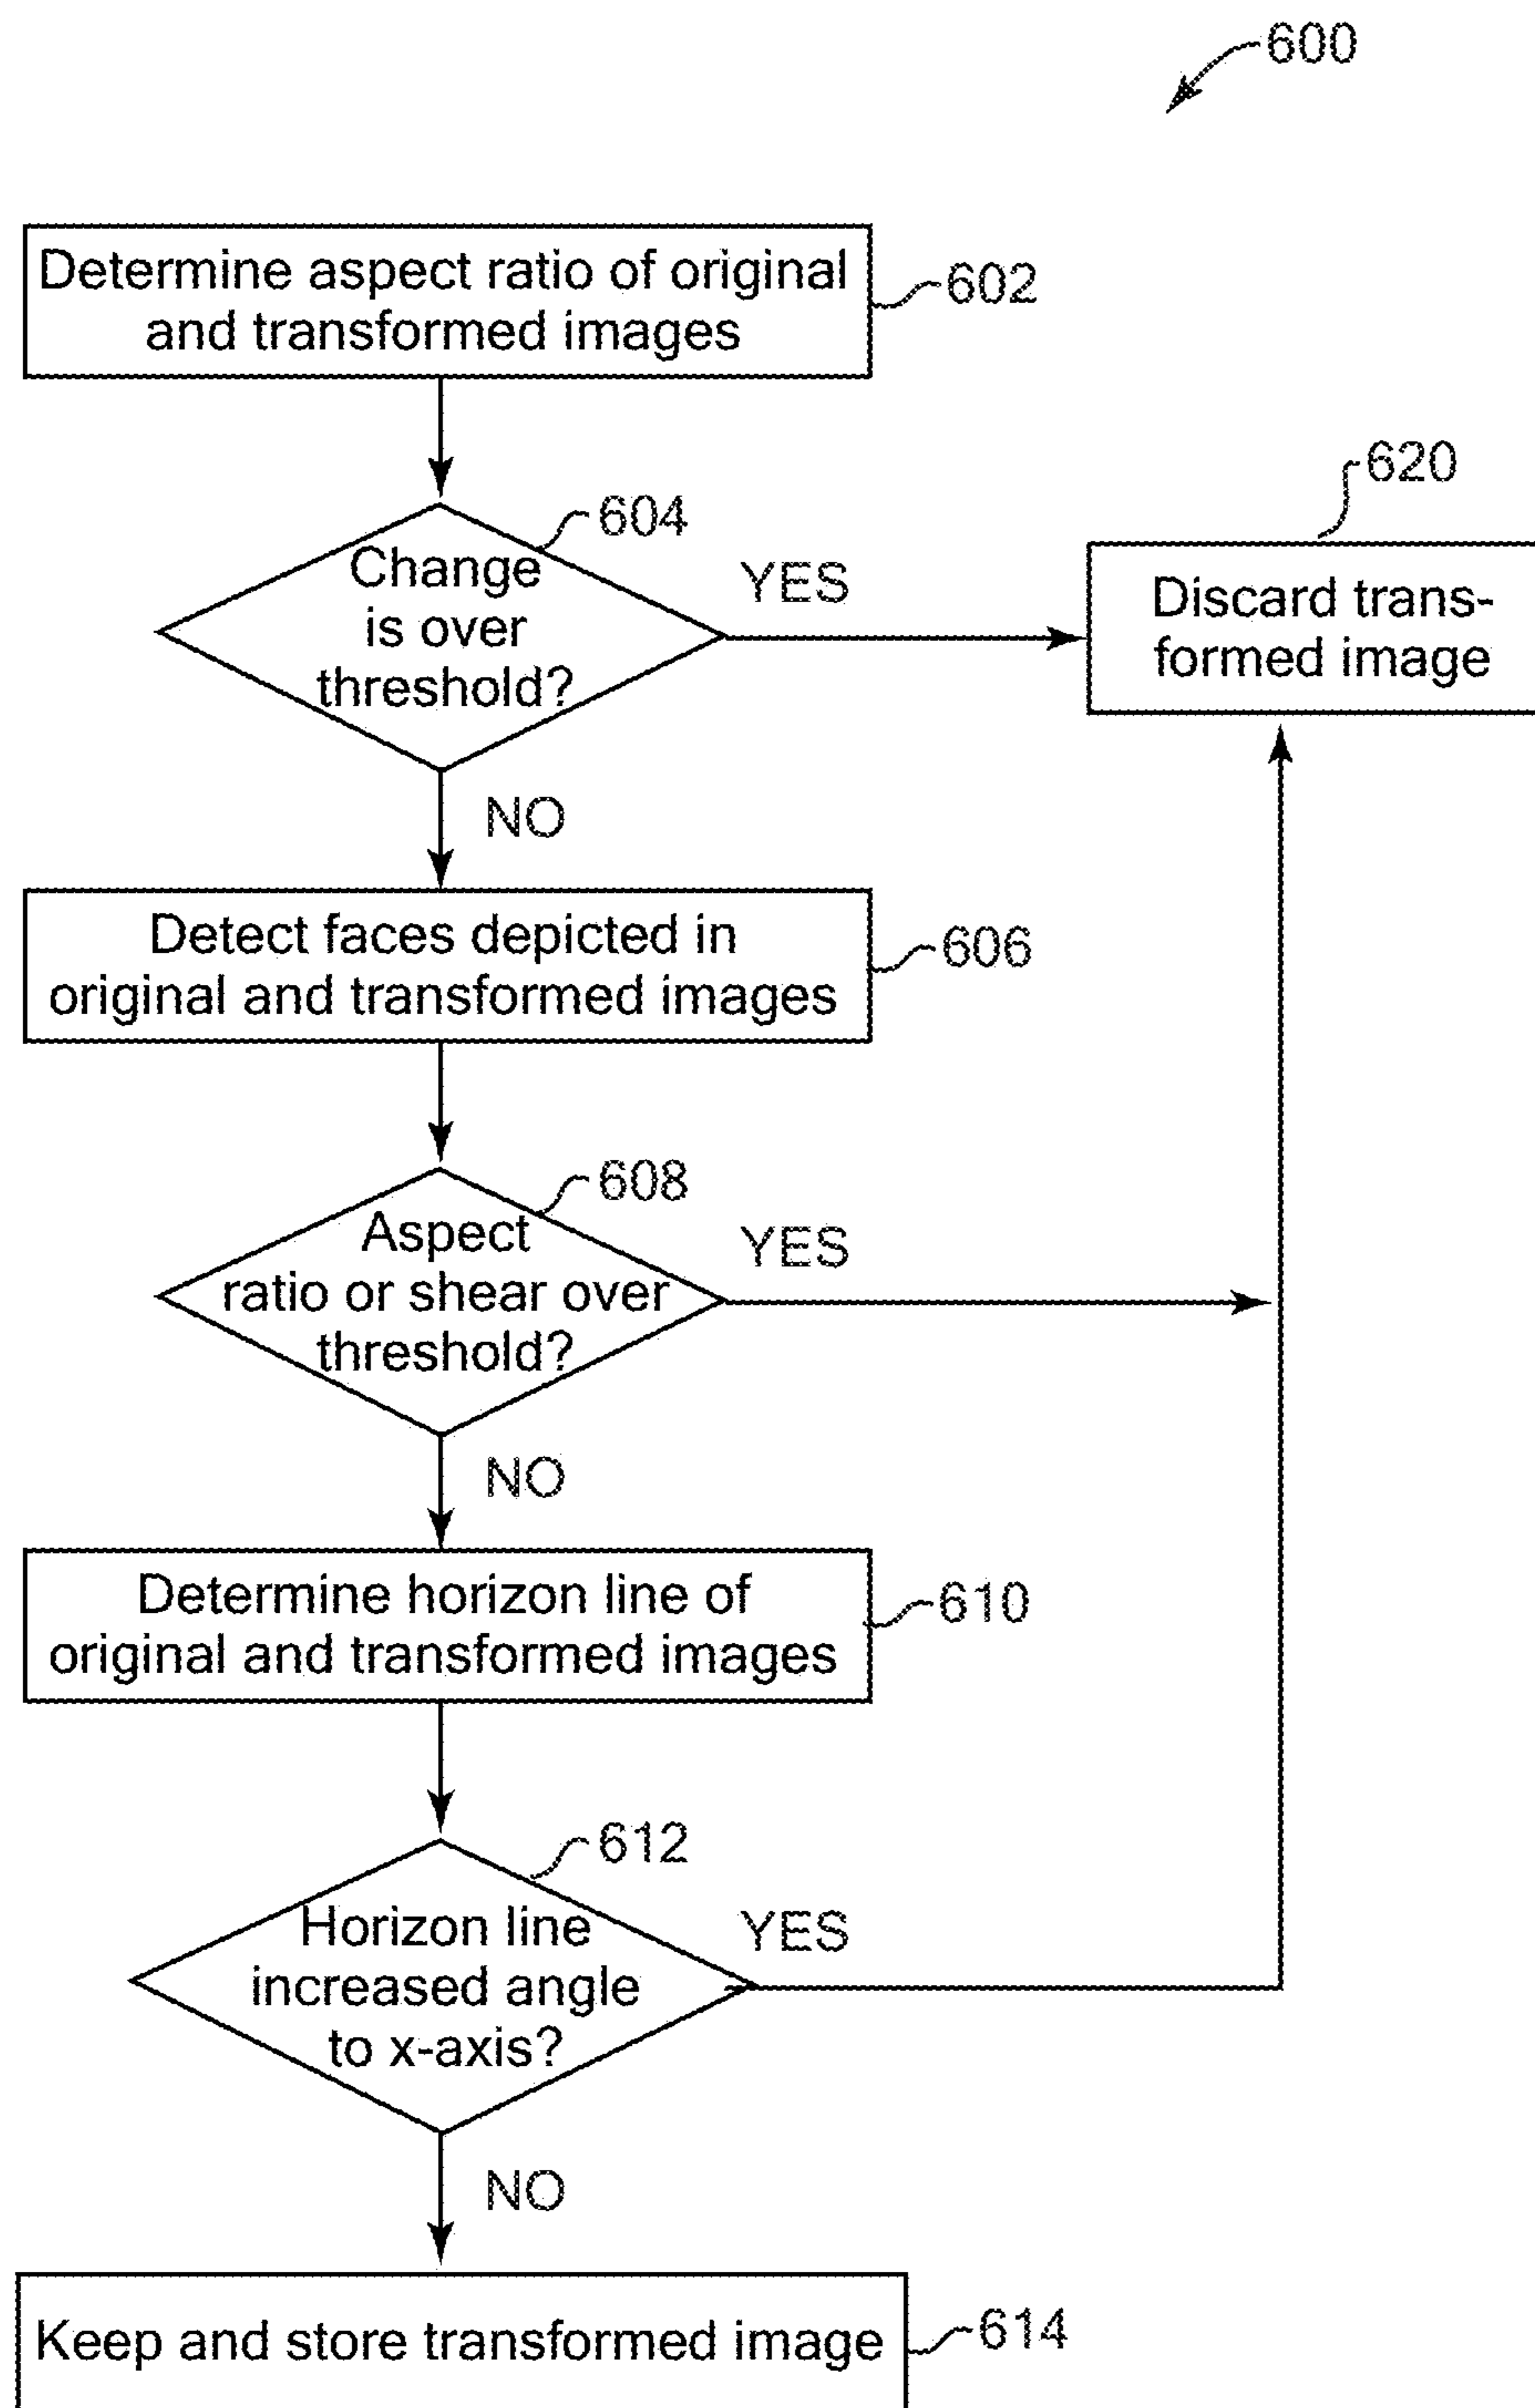 600
Determine aspect ratio of original
and transformed images
602
604
Change
is over
threshold?
YES
620
Discard trans-
formed image
NO
Detect faces depicted in
original and transformed images
606
608
Aspect
ratio or shear over
threshold?
YES
NO
Determine horizon line of
original and transformed images
610
612
Horizon line
increased angle
to x-axis?
YES
NO
Keep and store transformed image
614